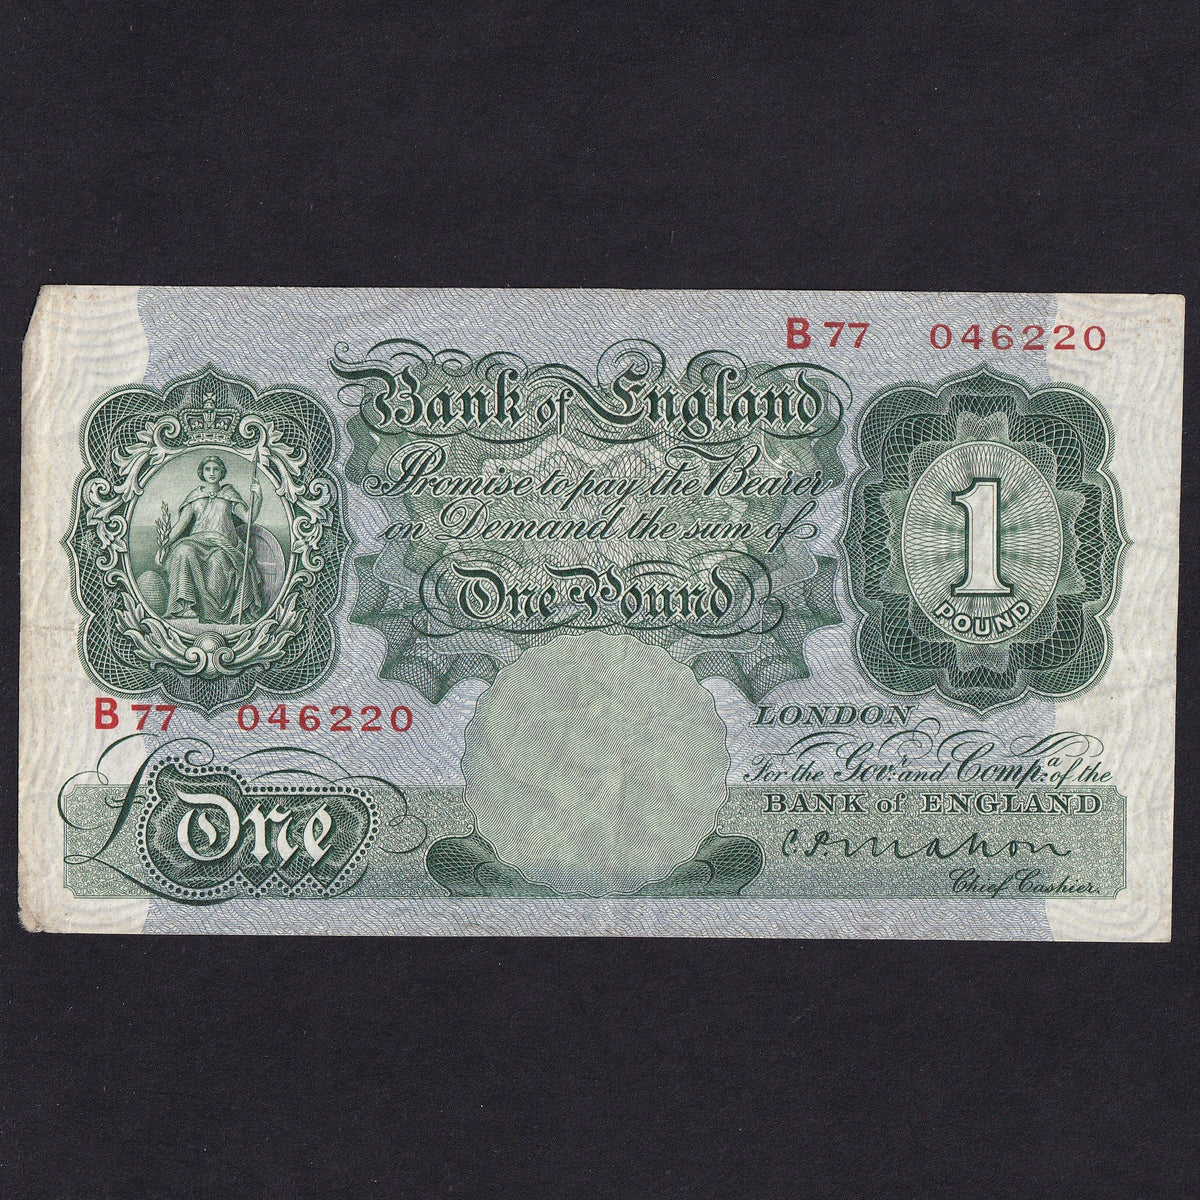 B77 046220
Bank of England
Promise to pay the Bearer
on Demand the sum of
One Pound
1
POUND
B77 046220
LONDON
For the Govr. and Compa. of the
BANK of ENGLAND
C. P. Mahon
Chief Cashier.
£One